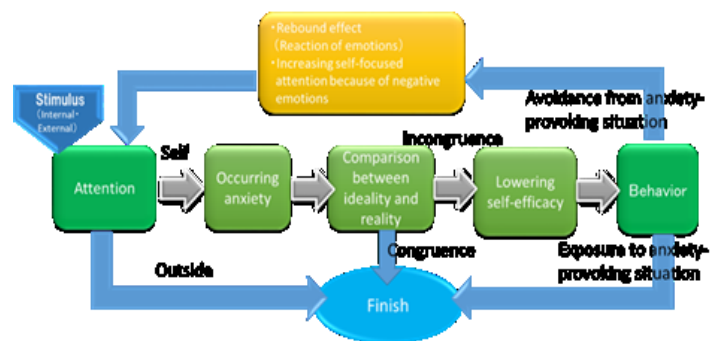 ・Rebound effect
（Reaction of emotions）
・Increasing self-focused
attention because of negative
emotions
Stimulus
（Internal・
External）
Avoidance from anxiety-
provoking situation
Self
Incongruence
Attention
Occurring
anxiety
Comparison
between
ideality and
reality
Lowering
self-efficacy
Behavior
Outside
Congruence
Exposure to anxiety-
provoking situation
Finish